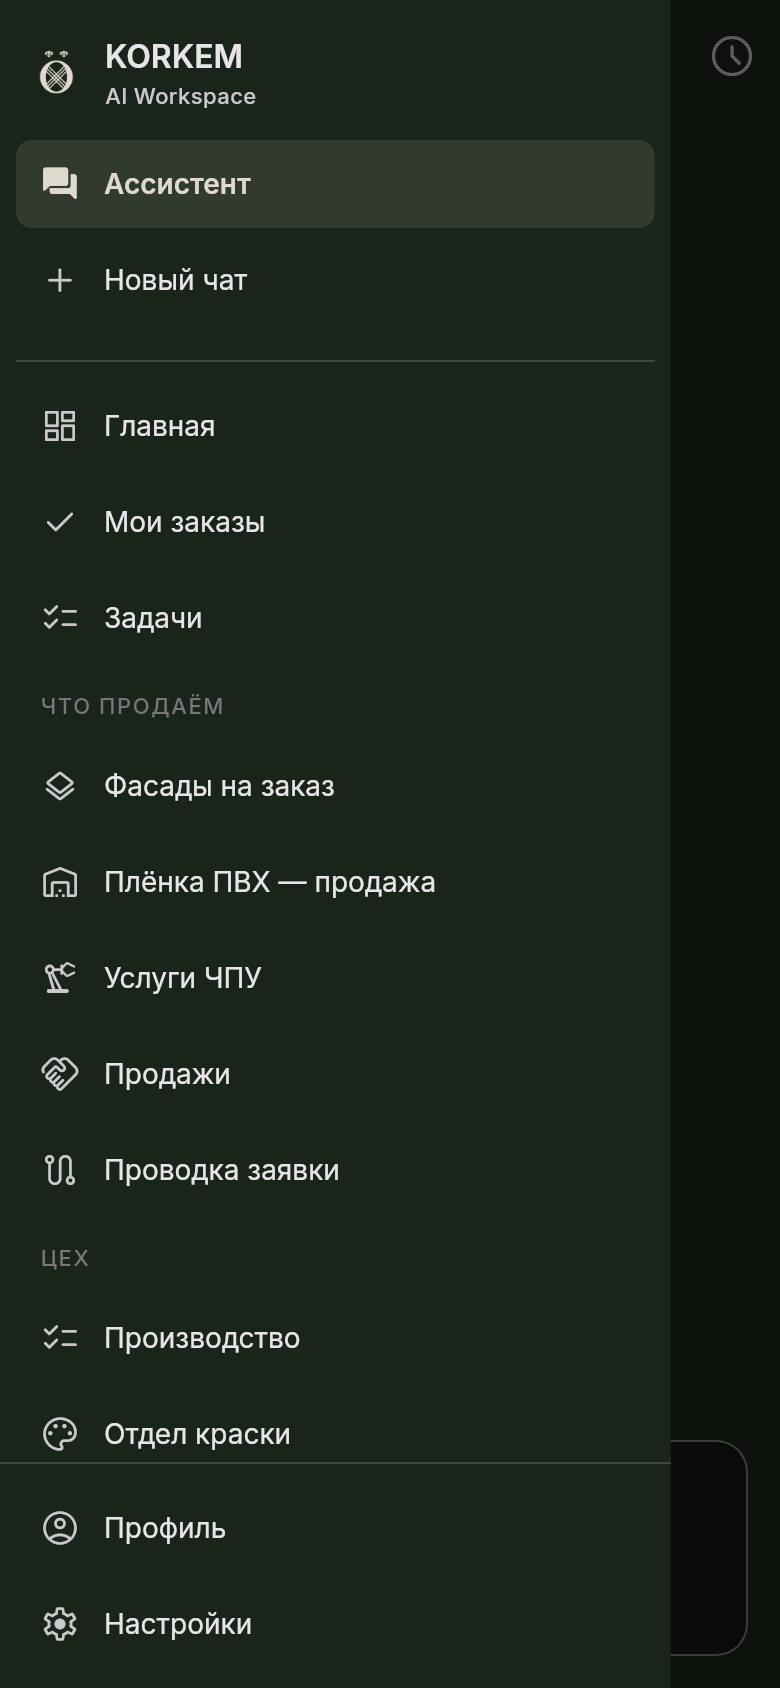 KORKEM
AI Workspace
Ассистент
Новый чат
Главная
Мои заказы
Задачи
ЧТО ПРОДАЁМ
Фасады на заказ
Плёнка ПВХ — продажа
Услуги ЧПУ
Продажи
Проводка заявки
ЦЕХ
Производство
Отдел краски
Профиль
Настройки